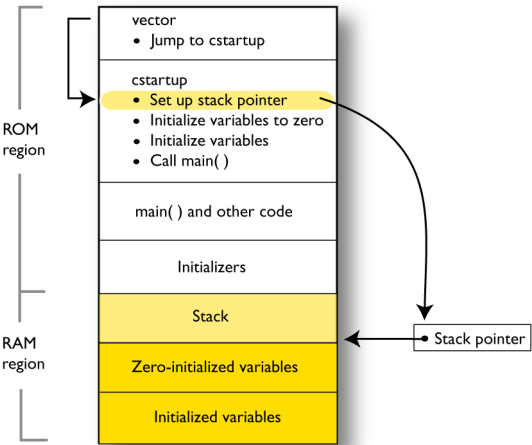 vector
• Jump to cstartup
cstartup
• Set up stack pointer
• Initialize variables to zero
• Initialize variables
• Call main( )
ROM
region
main( ) and other code
Initializers
Stack
Stack pointer
RAM
region
Zero-initialized variables
Initialized variables